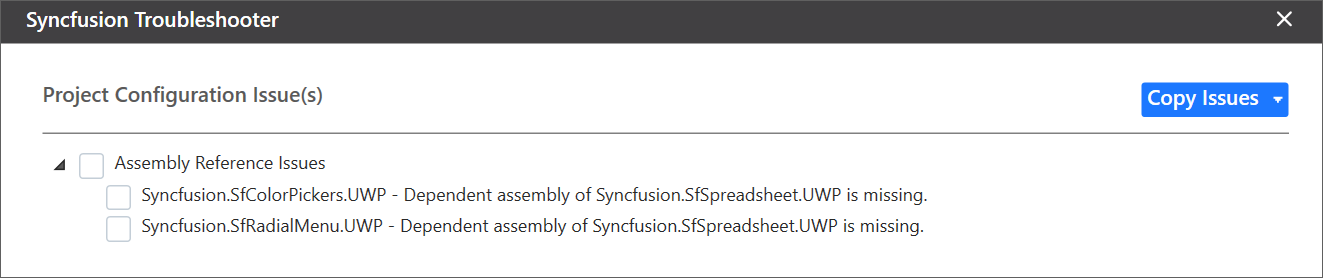 Syncfusion Troubleshooter
Project Configuration Issue(s)
Copy Issues
Assembly Reference Issues
Syncfusion.SfColorPickers.UWP - Dependent assembly of Syncfusion.SfSpreadsheet.UWP is missing.
Syncfusion.SfRadialMenu.UWP - Dependent assembly of Syncfusion.SfSpreadsheet.UWP is missing.